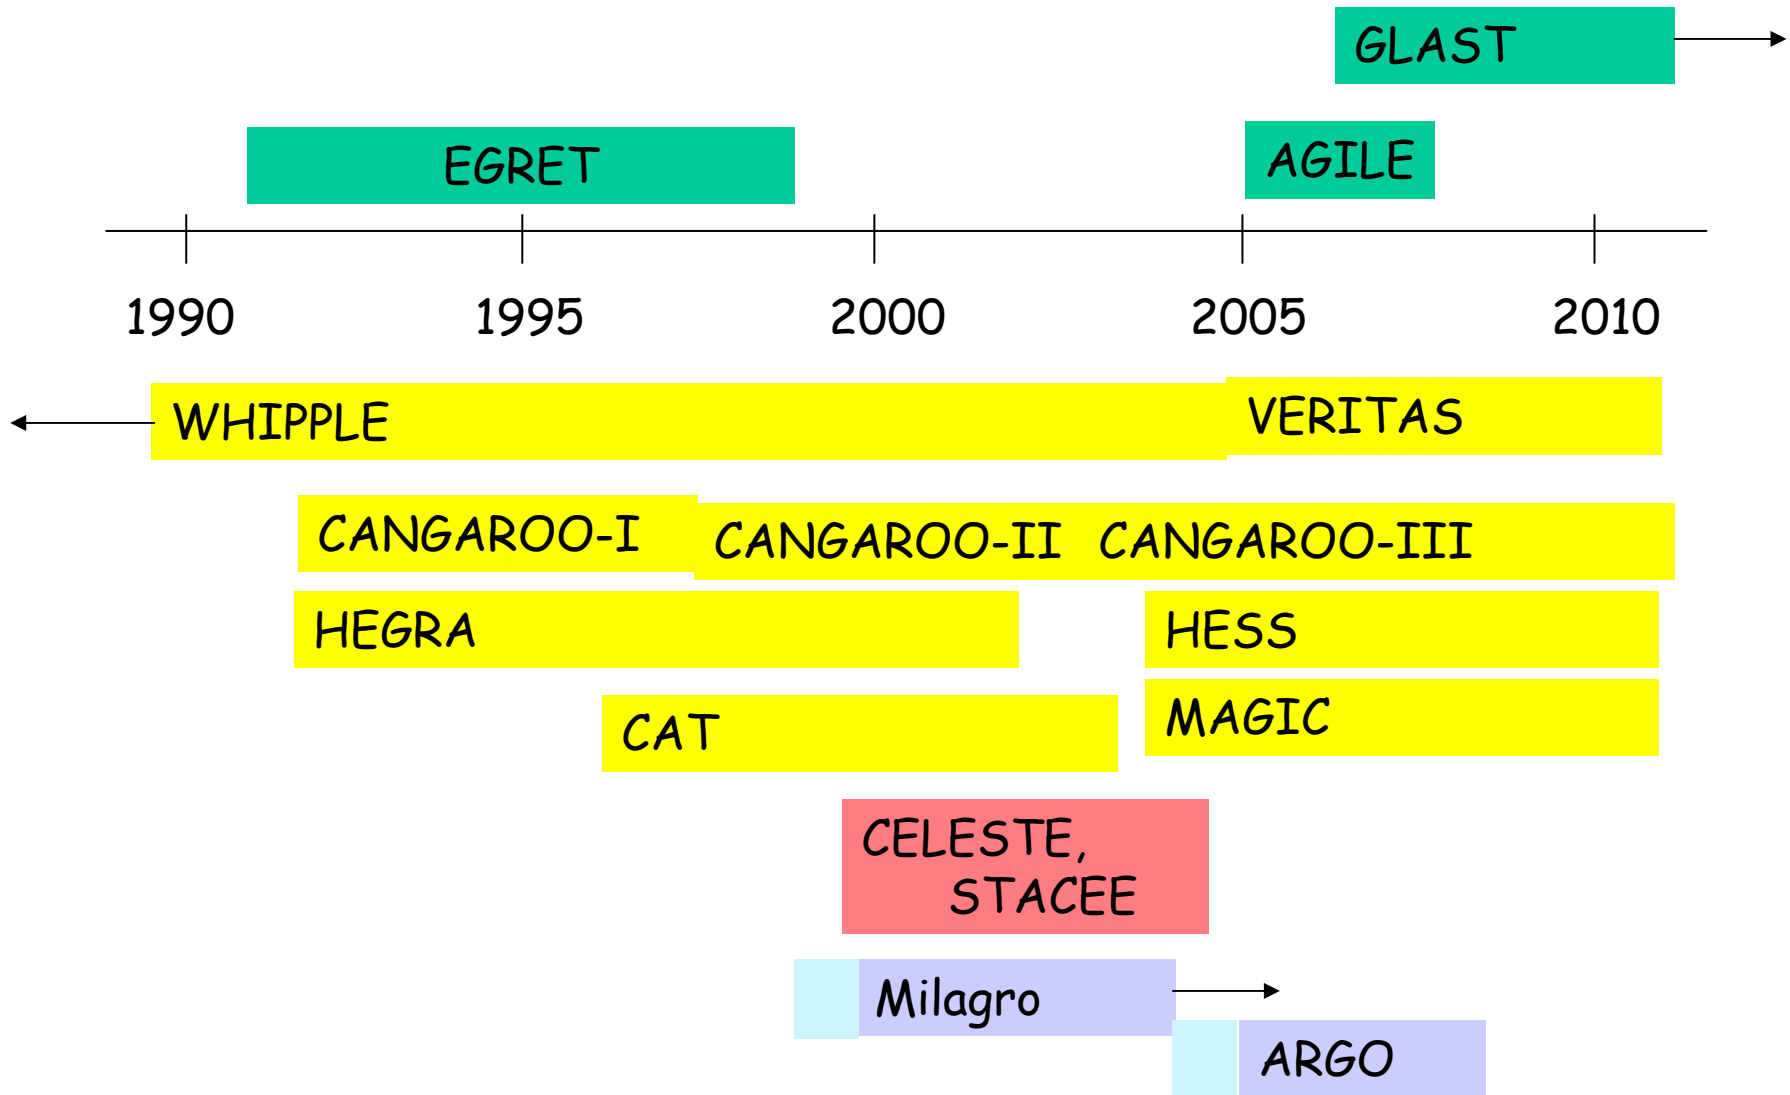 GLAST
EGRET
AGILE
1990 1995 2000 2005 2010
WHIPPLE
VERITAS
CANGAROO-I
CANGAROO-II CANGAROO-III
HEGRA
HESS
CAT
MAGIC
CELESTE,
STACEE
Milagro
ARGO